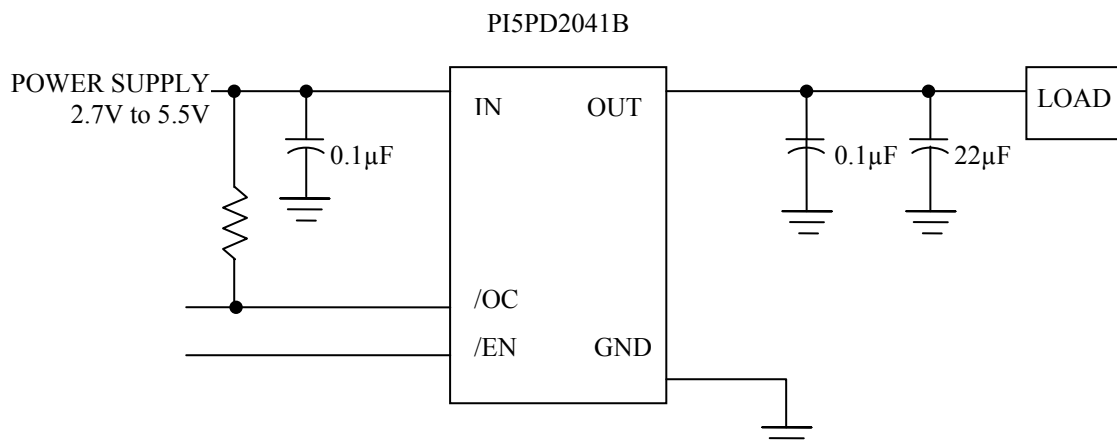 PI5PD2041B
POWER SUPPLY
2.7V to 5.5V
IN
OUT
LOAD
0.1µF
0.1µF
22µF
/OC
/EN
GND